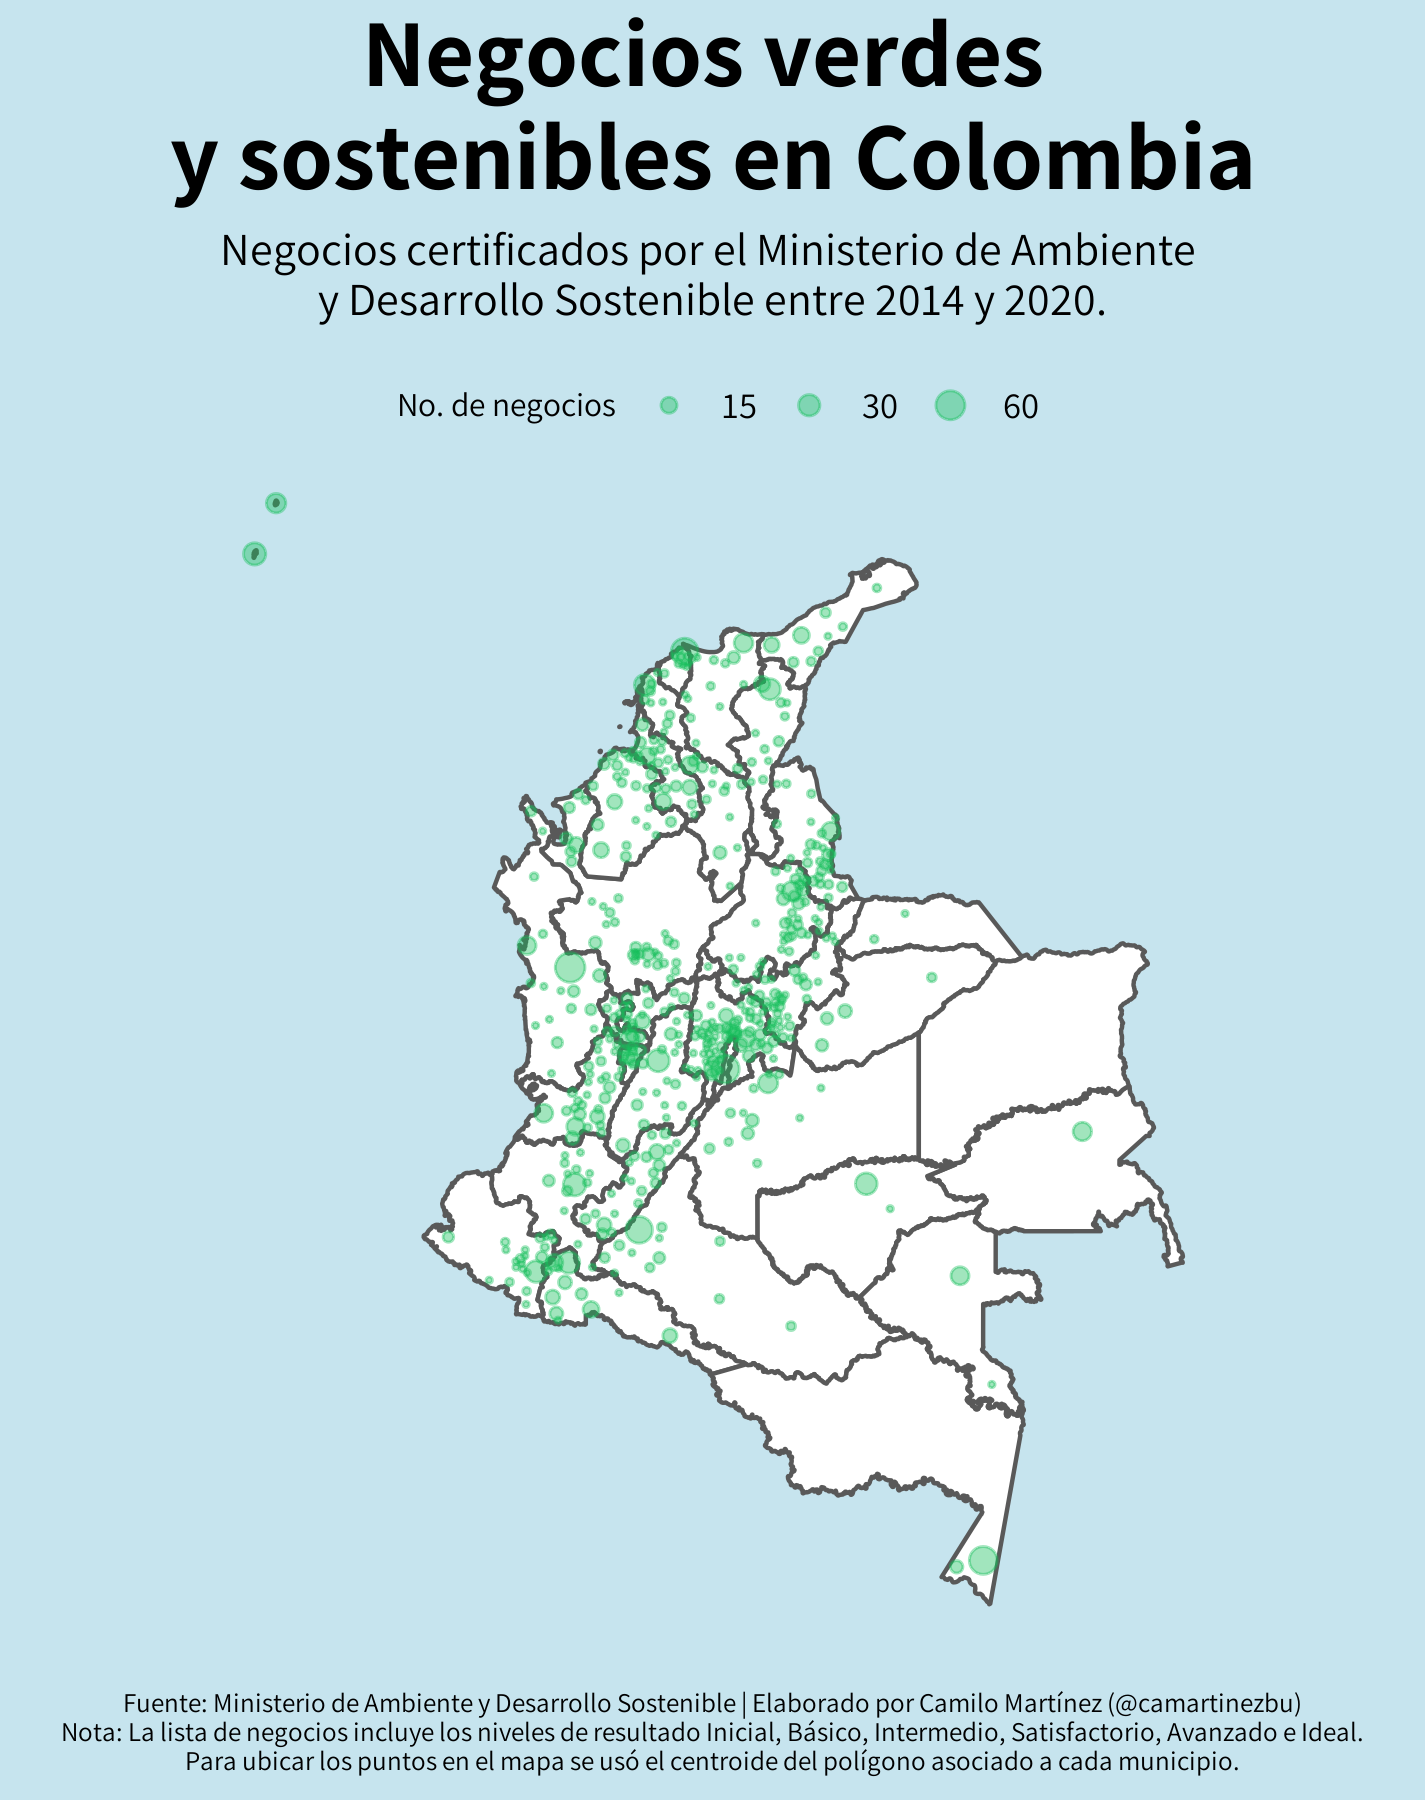 Negocios verdes
y sostenibles en Colombia
Negocios certificados por el Ministerio de Ambiente
y Desarrollo Sostenible entre 2014 y 2020.
No. de negocios 15 30 60
Fuente: Ministerio de Ambiente y Desarrollo Sostenible | Elaborado por Camilo Martínez (@camartinezbu)
Nota: La lista de negocios incluye los niveles de resultado Inicial, Básico, Intermedio, Satisfactorio, Avanzado e Ideal.
Para ubicar los puntos en el mapa se usó el centroide del polígono asociado a cada municipio.